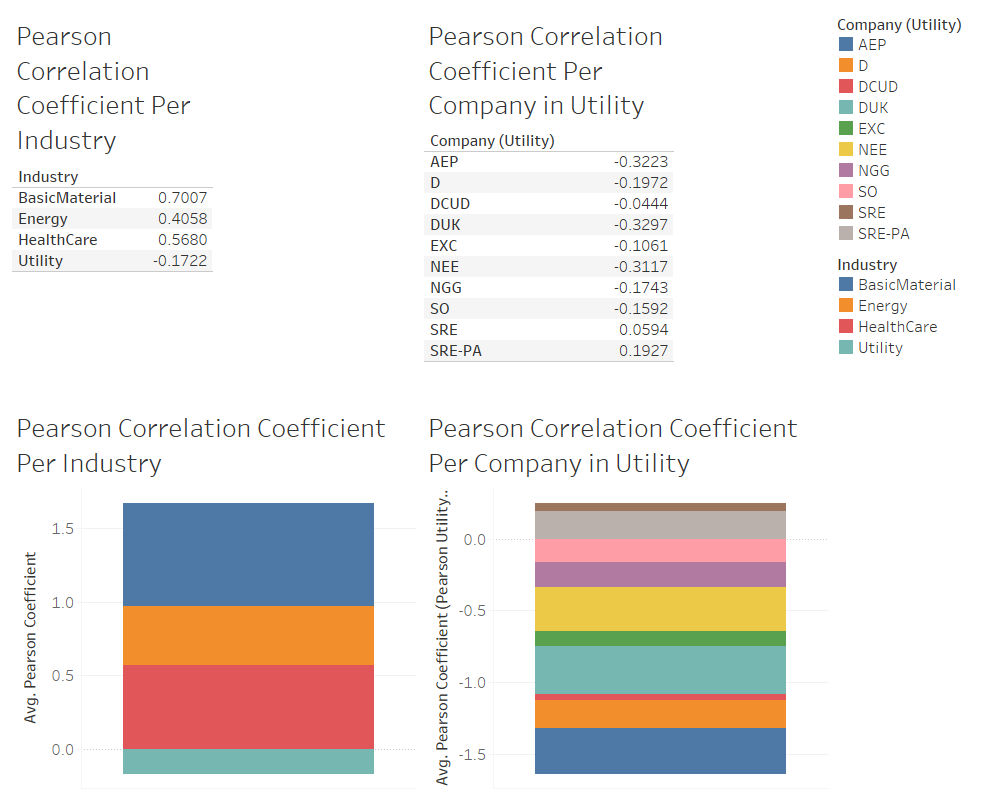 Pearson
Correlation
Coefficient Per
Industry
Industry
BasicMaterial 0.7007
Energy 0.4058
HealthCare 0.5680
Utility -0.1722
Pearson Correlation
Coefficient Per
Company in Utility
Company (Utility)
AEP -0.3223
D -0.1972
DCUD -0.0444
DUK -0.3297
EXC -0.1061
NEE -0.3117
NGG -0.1743
SO -0.1592
SRE 0.0594
SRE-PA 0.1927
Company (Utility)
AEP
D
DCUD
DUK
EXC
NEE
NGG
SO
SRE
SRE-PA
Industry
BasicMaterial
Energy
HealthCare
Utility
Pearson Correlation Coefficient
Per Industry
Avg. Pearson Coefficient
1.5
1.0
0.5
0.0
Pearson Correlation Coefficient
Per Company in Utility
Avg. Pearson Coefficient (Pearson Utility..
0.0
-0.5
-1.0
-1.5